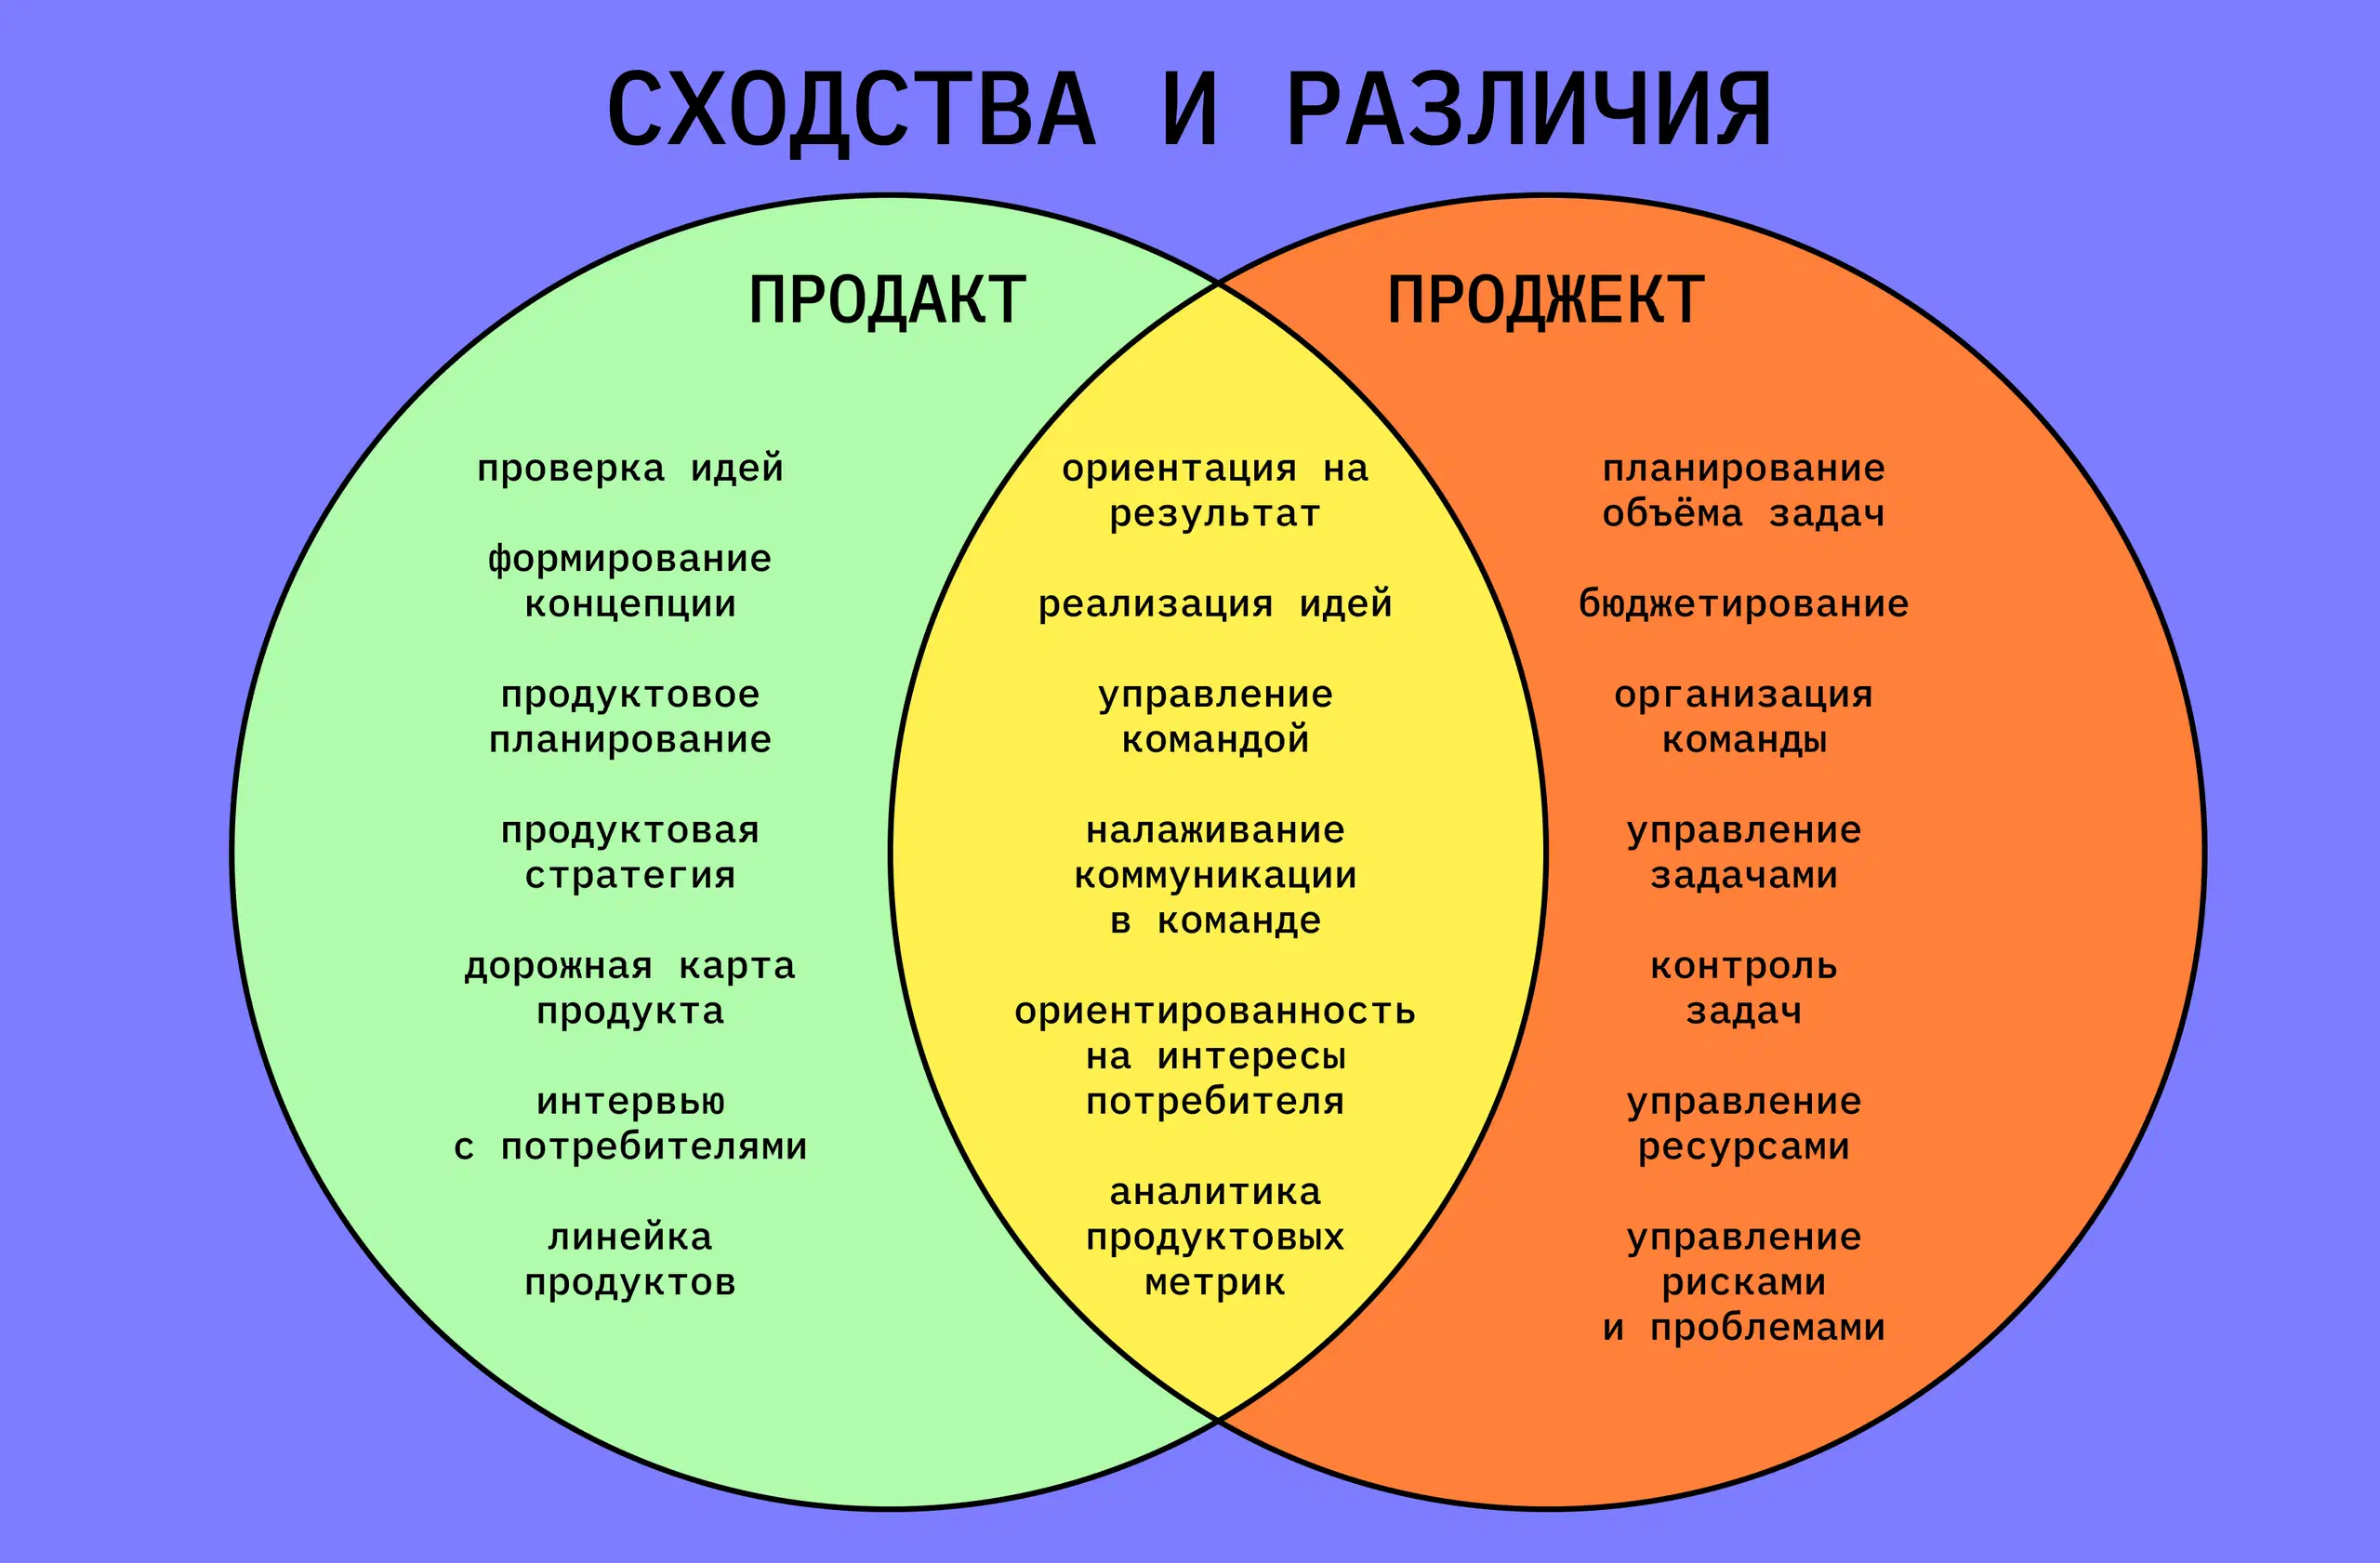 СХОДСТВА И РАЗЛИЧИЯ
ПРОДАКТ
проверка идей
формирование
концепции
продуктовое
планирование
продуктовая
стратегия
дорожная карта
продукта
интервью
с потребителями
линейка
продуктов
ориентация на
результат
реализация идей
управление
командой
налаживание
коммуникации
в команде
ориентированность
на интересы
потребителя
аналитика
продуктовых
метрик
ПРОДЖЕКТ
планирование
объёма задач
бюджетирование
организация
команды
управление
задачами
контроль
задач
управление
ресурсами
управление
рисками
и проблемами